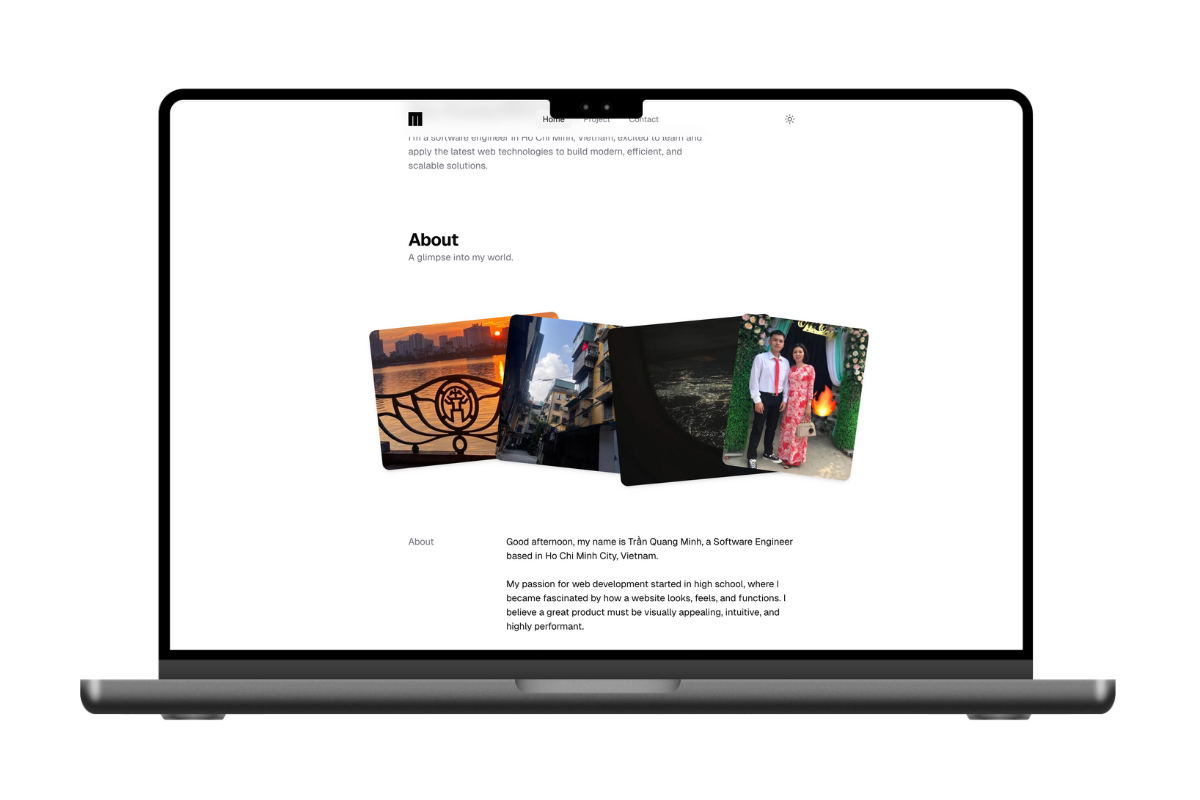 Home Project Contact
I'm a software engineer in Ho Chi Minh, Vietnam, excited to learn and
apply the latest web technologies to build modern, efficient, and
scalable solutions.
About
A glimpse into my world.
About
Good afternoon, my name is Trần Quang Minh, a Software Engineer
based in Ho Chi Minh City, Vietnam.
My passion for web development started in high school, where I
became fascinated by how a website looks, feels, and functions. I
believe a great product must be visually appealing, intuitive, and
highly performant.